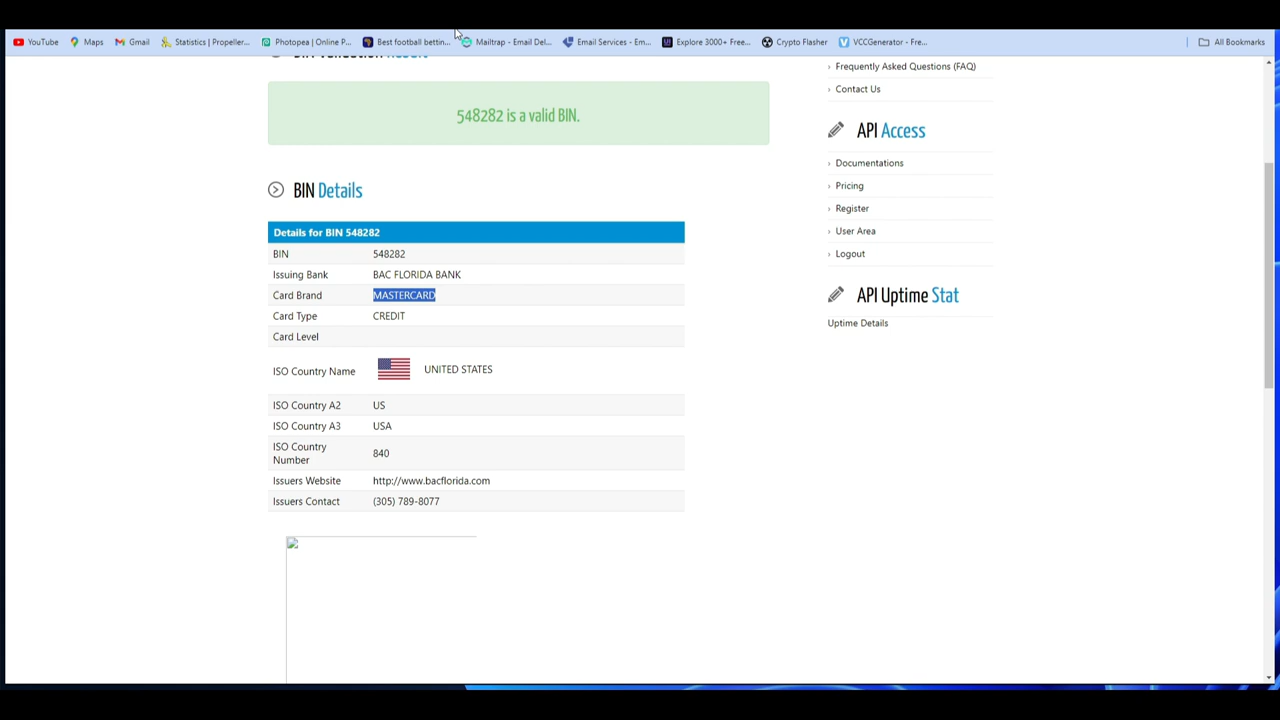 YouTube
Maps
Gmail
Statistics | Propeller...
Photopea | Online P...
Best football bettin...
Mailtrap - Email Del...
Email Services - Em...
Explore 3000+ Free...
Crypto Flasher
VCCGenerator - Fre...
All Bookmarks
BIN Validation Result
548282 is a valid BIN.
BIN Details
Details for BIN 548282
BIN 548282
Issuing Bank BAC FLORIDA BANK
Card Brand MASTERCARD
Card Type CREDIT
Card Level
ISO Country Name UNITED STATES
ISO Country A2 US
ISO Country A3 USA
ISO Country
Number 840
Issuers Website http://www.bacflorida.com
Issuers Contact (305) 789-8077
Frequently Asked Questions (FAQ)
Contact Us
API Access
Documentations
Pricing
Register
User Area
Logout
API Uptime Stat
Uptime Details